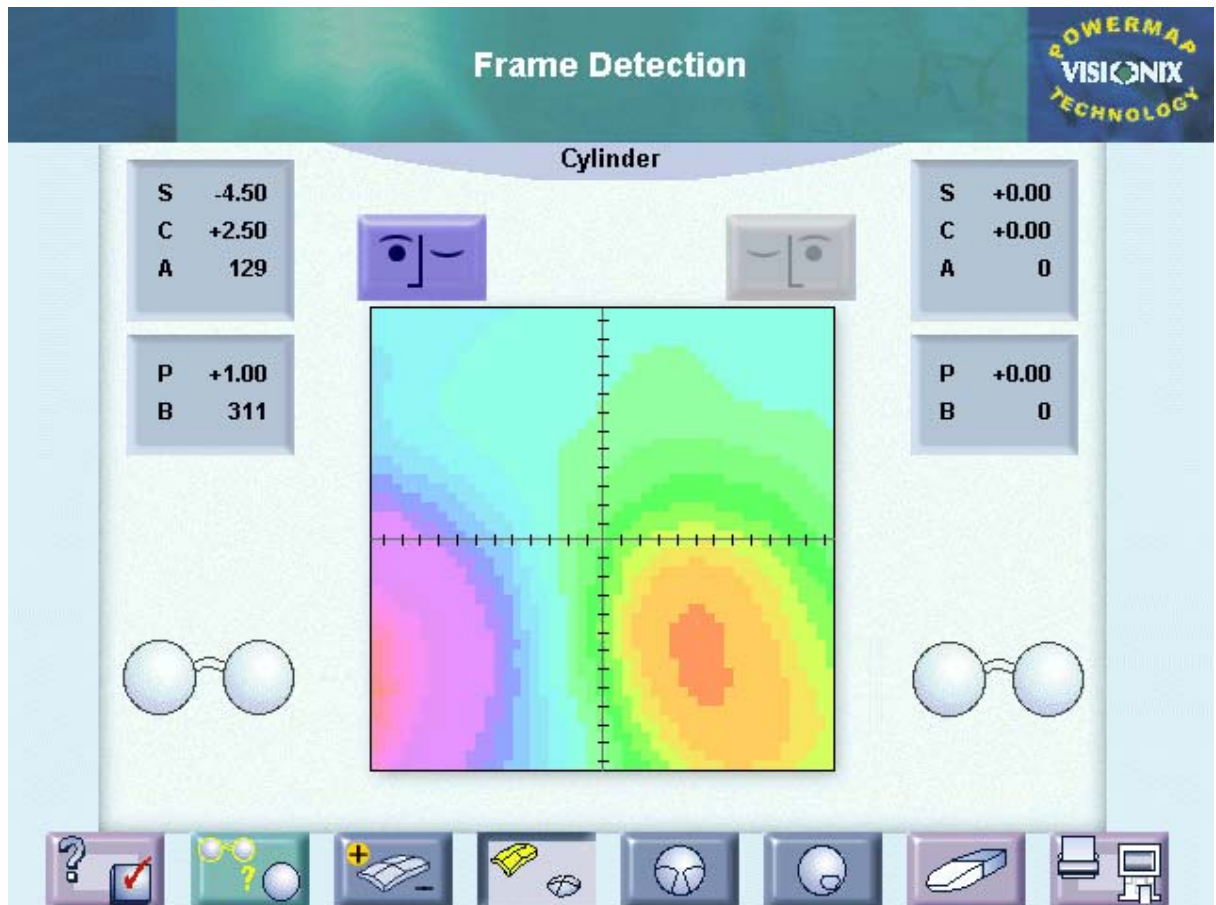 Frame Detection
POWERMAP
VISIONIX
TECHNOLOGY
Cylinder
S -4.50
C +2.50
A 129
P +1.00
B 311
S +0.00
C +0.00
A 0
P +0.00
B 0
?
?
+
-